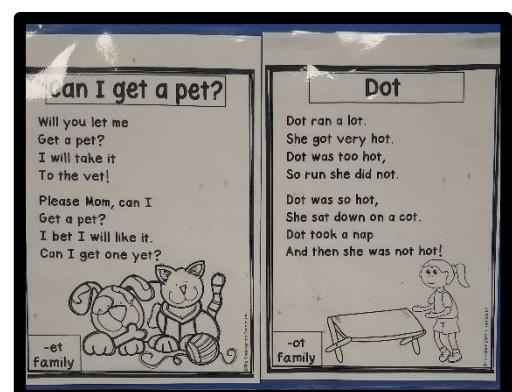 Can I get a pet?
Will you let me
Get a pet?
I will take it
To the vet!
Please Mom, can I
Get a pet?
I bet I will like it.
Can I get one yet?
-et
family
Dot
Dot ran a lot.
She got very hot.
Dot was too hot,
So run she did not.
Dot was so hot,
She sat down on a cot.
Dot took a nap
And then she was not hot!
-ot
family